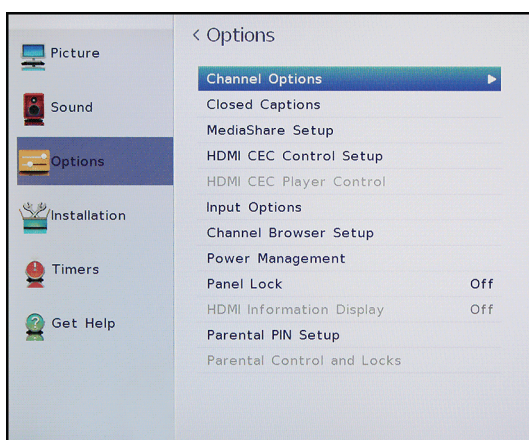 Picture
Sound
Options
Installation
Timers
Get Help
< Options
Channel Options
Closed Captions
MediaShare Setup
HDMI CEC Control Setup
HDMI CEC Player Control
Input Options
Channel Browser Setup
Power Management
Panel Lock Off
HDMI Information Display Off
Parental PIN Setup
Parental Control and Locks